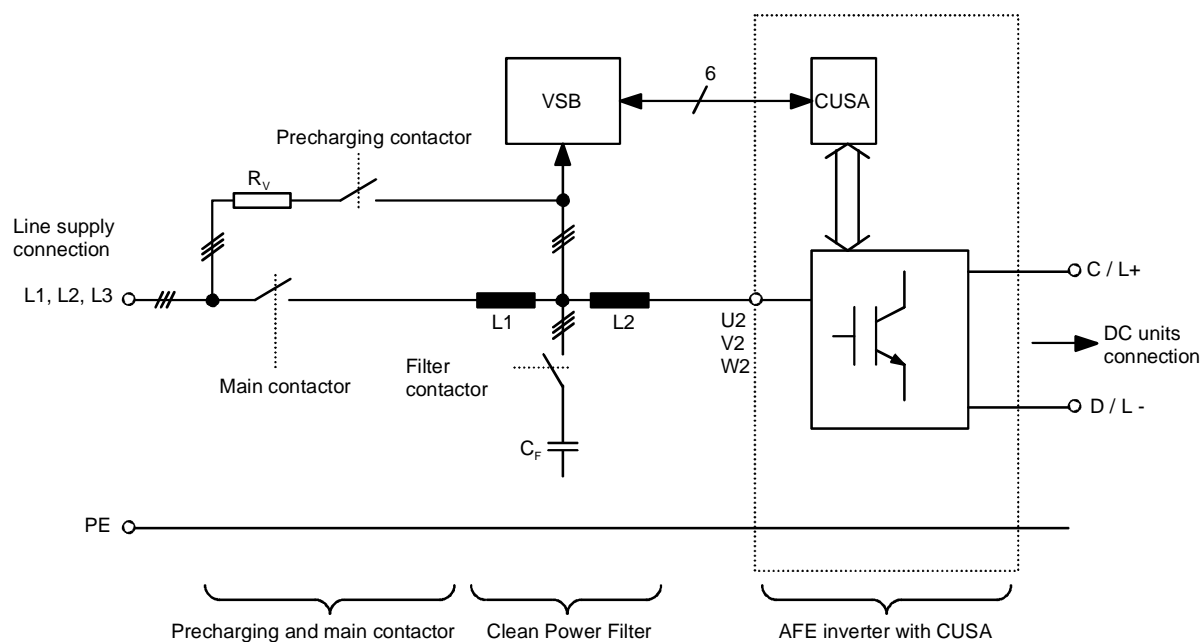 6
VSB
CUSA
Precharging contactor
RV
Line supply
connection
L1, L2, L3
C / L+
L1
L2
U2
V2
W2
DC units
connection
Main contactor
Filter
contactor
D / L -
CF
PE
Precharging and main contactor
Clean Power Filter
AFE inverter with CUSA